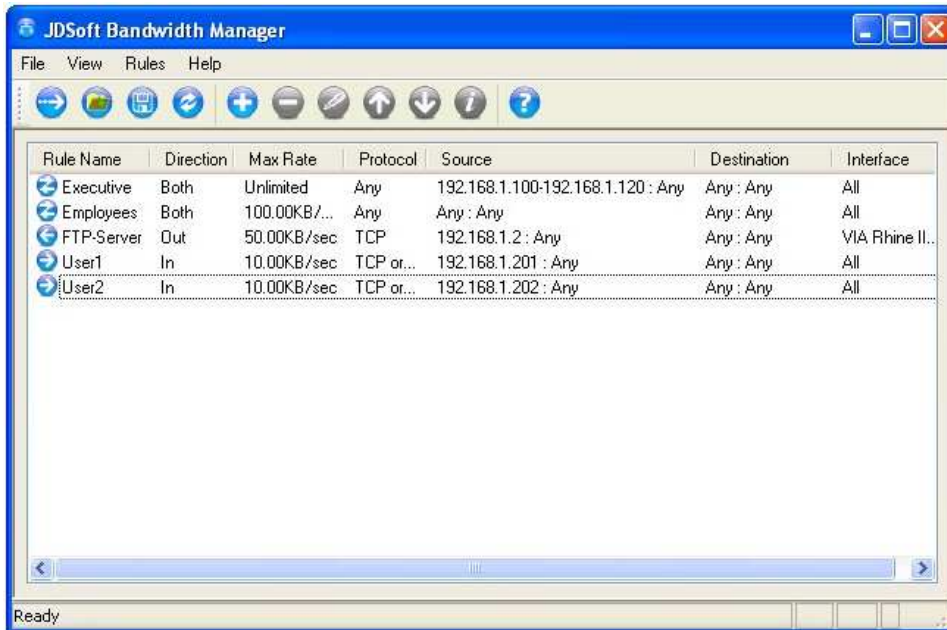 JDSoft Bandwidth Manager
File View Rules Help
Rule Name Direction Max Rate Protocol Source Destination Interface
Executive Both Unlimited Any 192.168.1.100-192.168.1.120 : Any Any : Any All
Employees Both 100.00KB/... Any Any : Any Any : Any All
FTP-Server Out 50.00KB/sec TCP 192.168.1.2 : Any Any : Any VIA Rhine II...
User1 In 10.00KB/sec TCP or... 192.168.1.201 : Any Any : Any All
User2 In 10.00KB/sec TCP or... 192.168.1.202 : Any Any : Any All
Ready